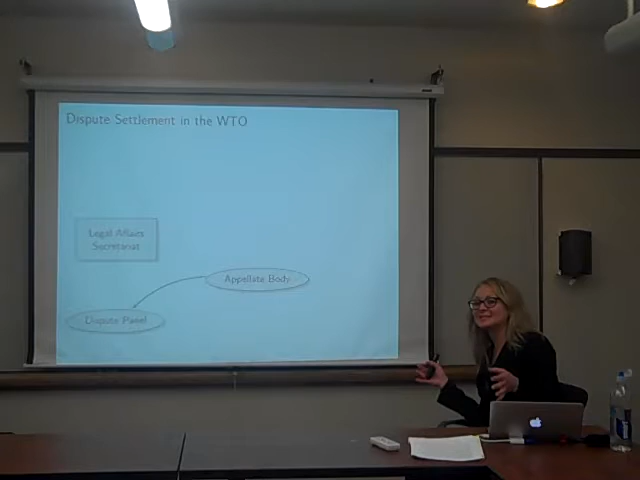 Dispute Settlement in the WTO
Legal Affairs
Secretariat
Appellate Body
Dispute Panel